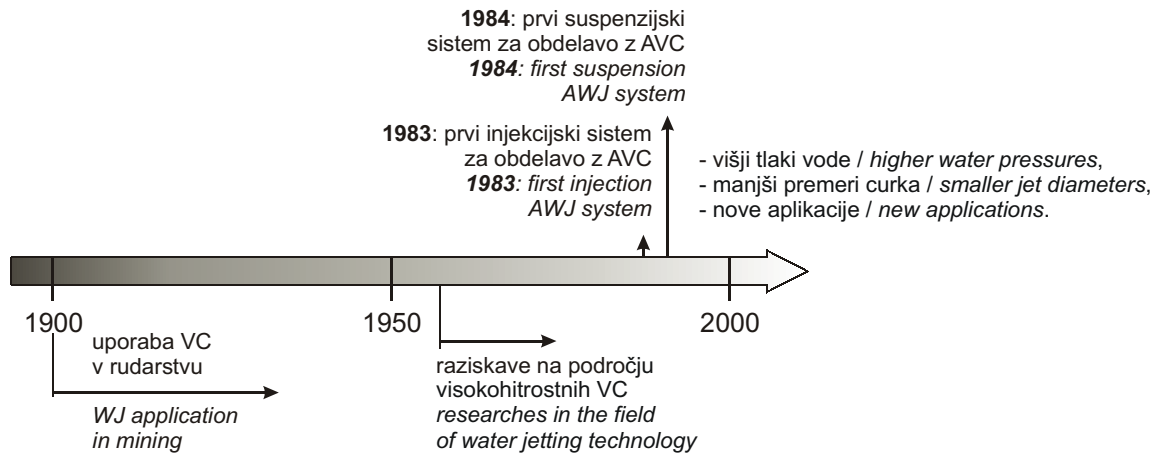 1984: prvi suspenzijski
sistem za obdelavo z AVC
1984: first suspension
AWJ system
1983: prvi injekcijski sistem
za obdelavo z AVC
1983: first injection
AWJ system
- višji tlaki vode / higher water pressures,
- manjši premeri curka / smaller jet diameters,
- nove aplikacije / new applications.
1900
1950
2000
uporaba VC
v rudarstvu
WJ application
in mining
raziskave na področju
visokohitrostnih VC
researches in the field
of water jetting technology